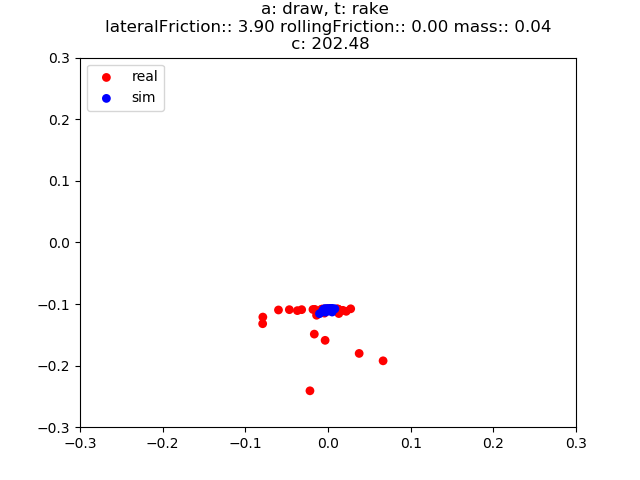 a: draw, t: rake
lateralFriction:: 3.90 rollingFriction:: 0.00 mass:: 0.04
c: 202.48
real
sim
0.3
0.2
0.1
0.0
−0.1
−0.2
−0.3
−0.3
−0.2
−0.1
0.0
0.1
0.2
0.3